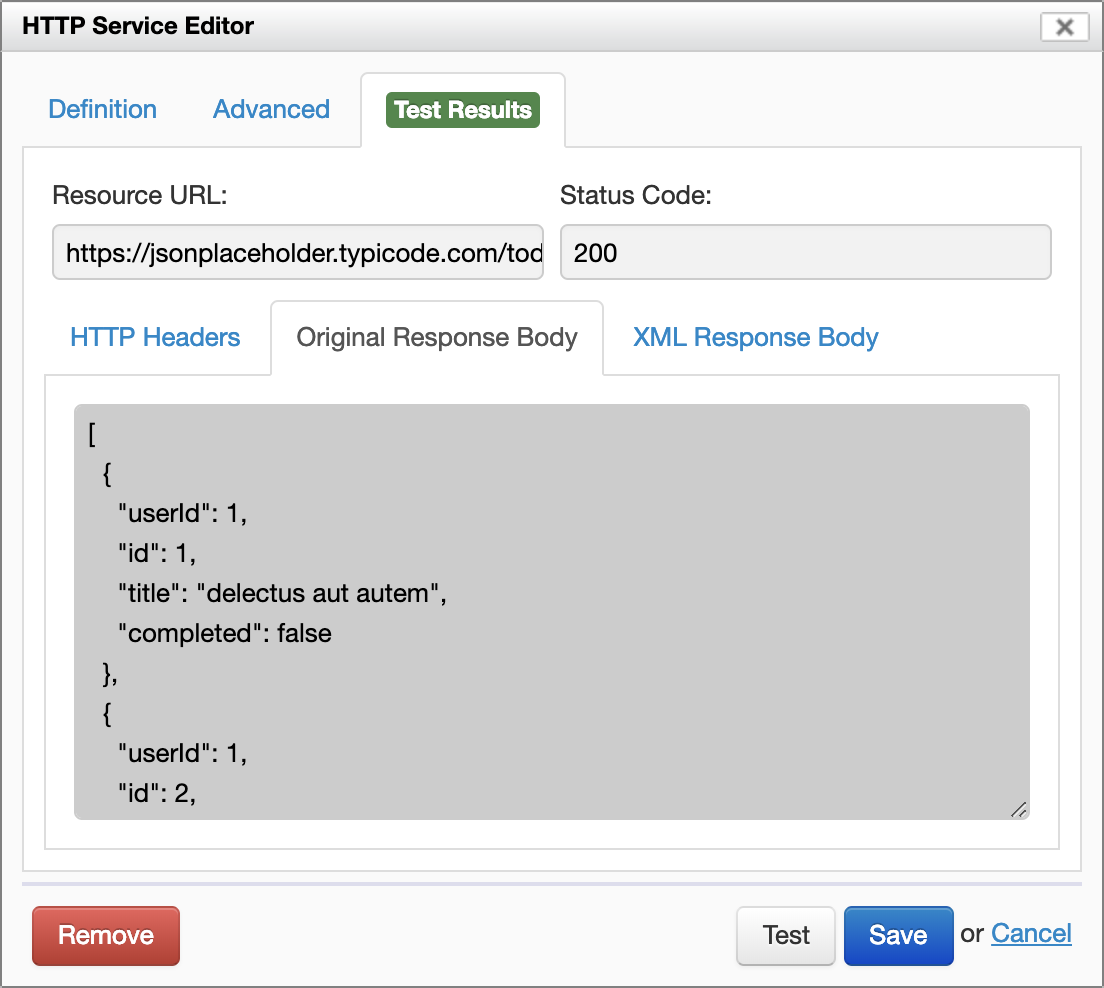 HTTP Service Editor
Definition Advanced Test Results
Resource URL: Status Code:
https://jsonplaceholder.typicode.com/tod 200
HTTP Headers Original Response Body XML Response Body
[
{
"userId": 1,
"id": 1,
"title": "delectus aut autem",
"completed": false
},
{
"userId": 1,
"id": 2,
Remove Test Save or Cancel